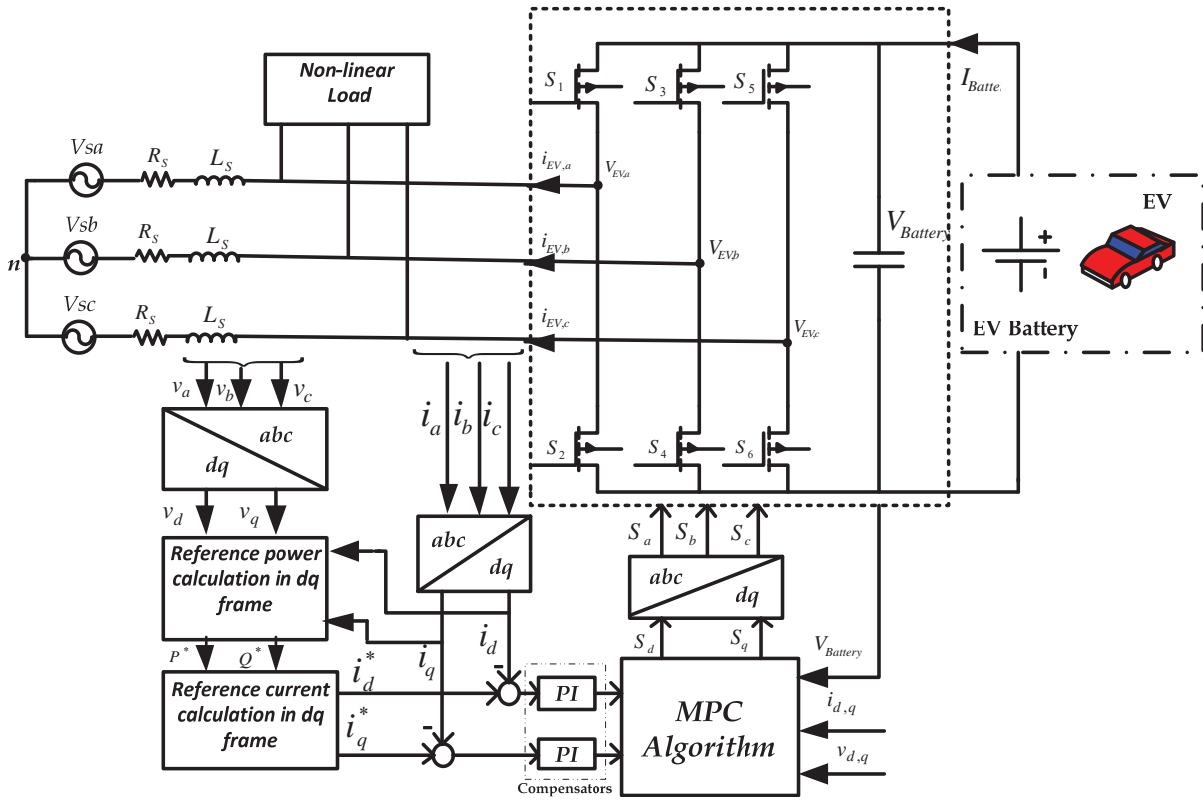 Non-linear
Load
S1
S3
S5
IBatter
Vsa
RS
LS
iEV,a
VEV,a
EV
Vsb
RS
LS
iEV,b
VEV,b
VBattery
+
-
n
Vsc
RS
LS
iEV,c
VEV,c
EV Battery
va
vb
vc
ia
ib
ic
abc
dq
S2
S4
S6
vd
vq
abc
dq
Sa
Sb
Sc
Reference power
calculation in dq
frame
abc
dq
P*
Q*
id
iq
Sd
Sq
VBattery
Reference current
calculation in dq
frame
id*
iq*
-
-
PI
PI
Compensators
MPC
Algorithm
id,q
vd,q